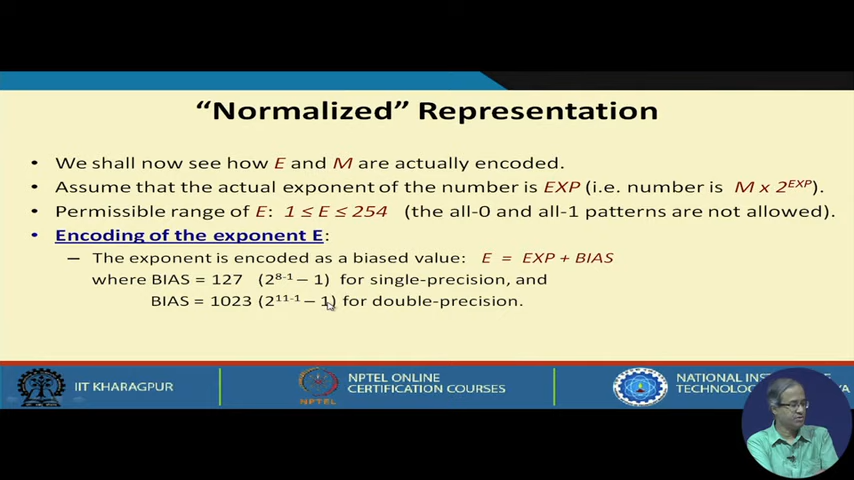 “Normalized” Representation
• We shall now see how E and M are actually encoded.
• Assume that the actual exponent of the number is EXP (i.e. number is M x 2^EXP).
• Permissible range of E: 1 ≤ E ≤ 254 (the all-0 and all-1 patterns are not allowed).
• Encoding of the exponent E:
– The exponent is encoded as a biased value: E = EXP + BIAS
where BIAS = 127 (2^8-1 – 1) for single-precision, and
BIAS = 1023 (2^11-1 – 1) for double-precision.
IIT KHARAGPUR
NPTEL
NPTEL ONLINE
CERTIFICATION COURSES
NATIONAL